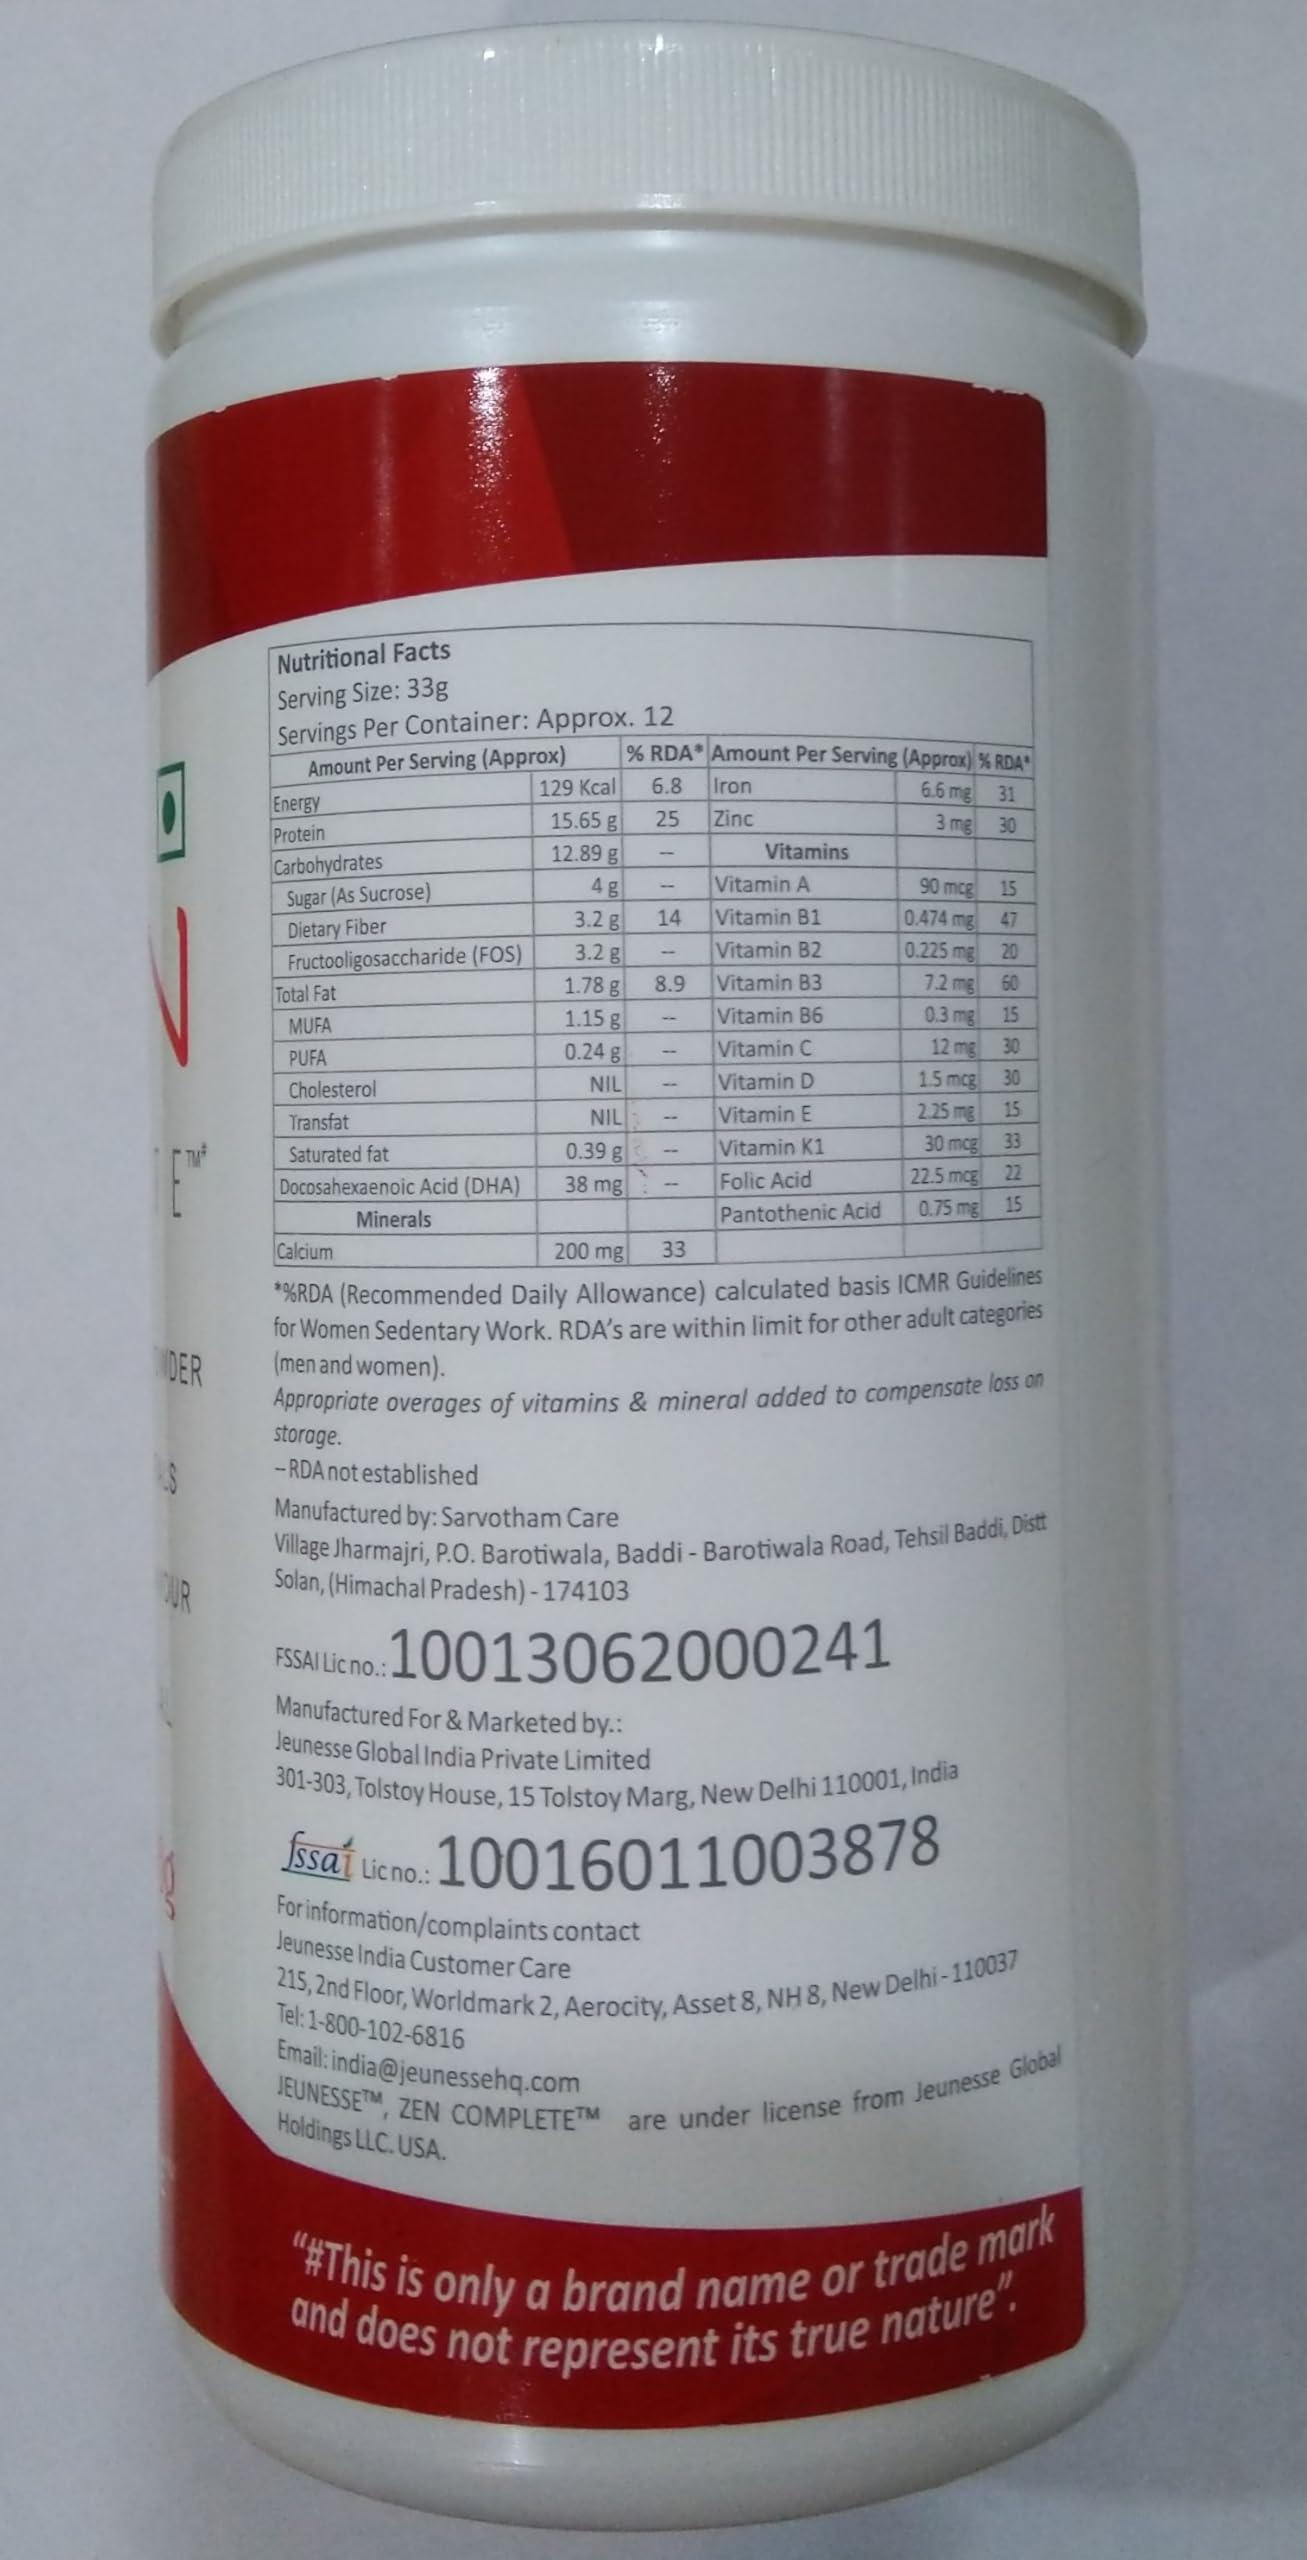 Nutritional Facts
Serving Size: 33g
Servings Per Container: Approx. 12
Amount Per Serving (Approx) % RDA* Amount Per Serving (Approx) % RDA*
Energy 129 Kcal 6.8 Iron 6.6 mg 31
Protein 15.65 g 25 Zinc 3 mg 30
Carbohydrates 12.89 g -- Vitamins
Sugar (As Sucrose) 4 g -- Vitamin A 90 mcg 15
Dietary Fiber 3.2 g 14 Vitamin B1 0.474 mg 47
Fructooligosaccharide (FOS) 3.2 g -- Vitamin B2 0.225 mg 20
Total Fat 1.78 g 8.9 Vitamin B3 7.2 mg 60
MUFA 1.15 g -- Vitamin B6 0.3 mg 15
PUFA 0.24 g -- Vitamin C 12 mg 30
Cholesterol NIL -- Vitamin D 1.5 mcg 30
Transfat NIL -- Vitamin E 2.25 mg 15
Saturated fat 0.39 g -- Vitamin K1 30 mcg 33
Docosahexaenoic Acid (DHA) 38 mg -- Folic Acid 22.5 mcg 22
Minerals Pantothenic Acid 0.75 mg 15
Calcium 200 mg 33
*%RDA (Recommended Daily Allowance) calculated basis ICMR Guidelines
for Women Sedentary Work. RDA's are within limit for other adult categories
(men and women).
Appropriate overages of vitamins & mineral added to compensate loss on
storage.
-- RDA not established
Manufactured by: Sarvotham Care
Village Jharmajri, P.O. Barotiwala, Baddi - Barotiwala Road, Tehsil Baddi, Distt
Solan, (Himachal Pradesh) - 174103
FSSAI Lic no.: 10013062000241
Manufactured For & Marketed by.:
Jeunesse Global India Private Limited
301-303, Tolstoy House, 15 Tolstoy Marg, New Delhi 110001, India
fssai Lic no.: 10016011003878
For information/complaints contact
Jeunesse India Customer Care
215, 2nd Floor, Worldmark 2, Aerocity, Asset 8, NH 8, New Delhi - 110037
Tel: 1-800-102-6816
Email: india@jeunessehq.com
JEUNESSE™, ZEN COMPLETE™ are under license from Jeunesse Global
Holdings LLC. USA.
"#This is only a brand name or trade mark
and does not represent its true nature".